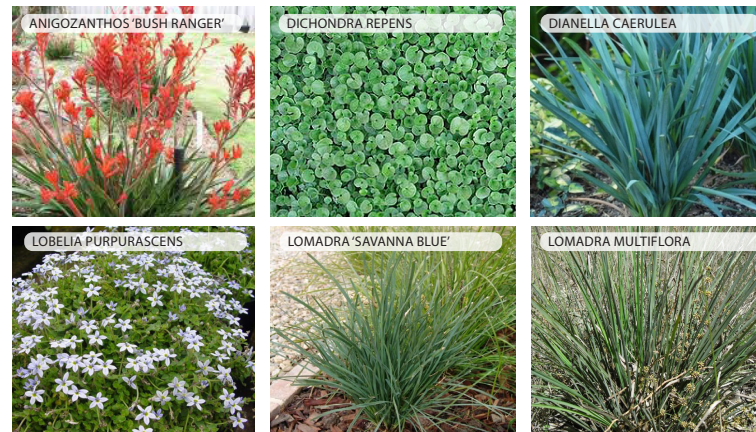 ANIGOZANTHOS ‘BUSH RANGER’
DICHONDRA REPENS
DIANELLA CAERULEA
LOBELIA PURPURASCENS
LOMADRA ‘SAVANNA BLUE’
LOMADRA MULTIFLORA